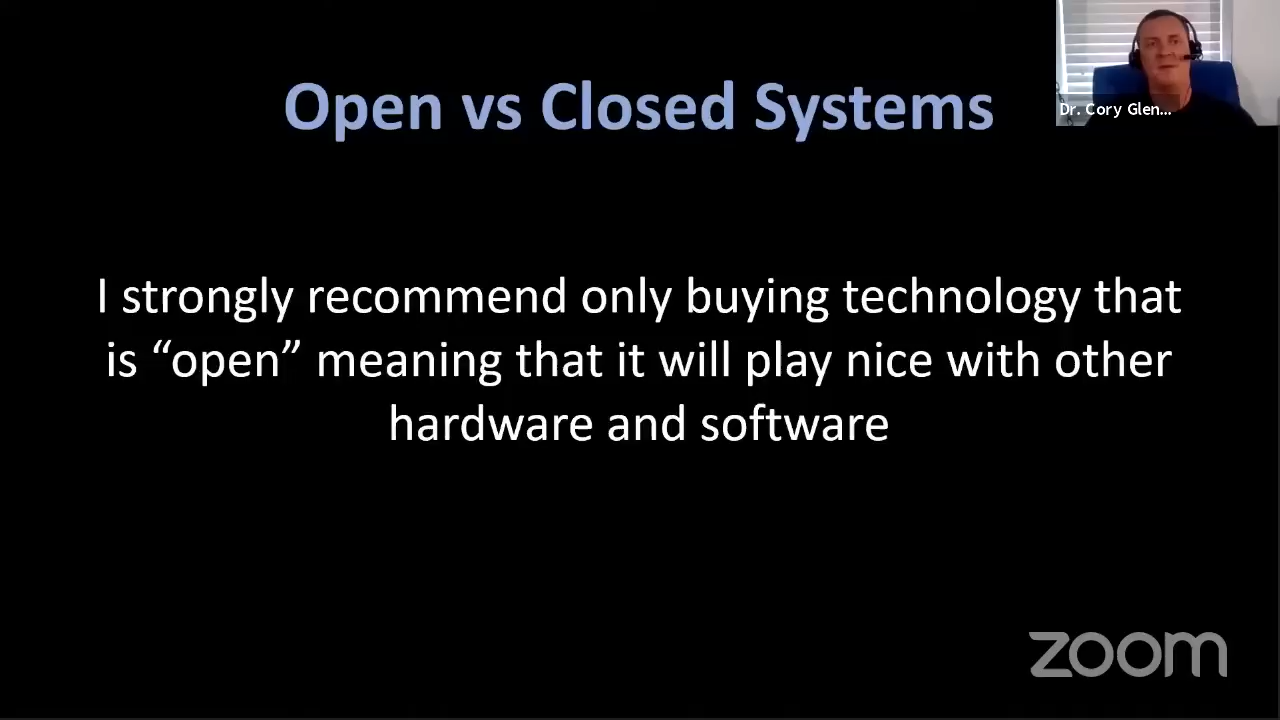 Open vs Closed Systems
Dr. Cory Glen...
I strongly recommend only buying technology that
is “open” meaning that it will play nice with other
hardware and software
zoom